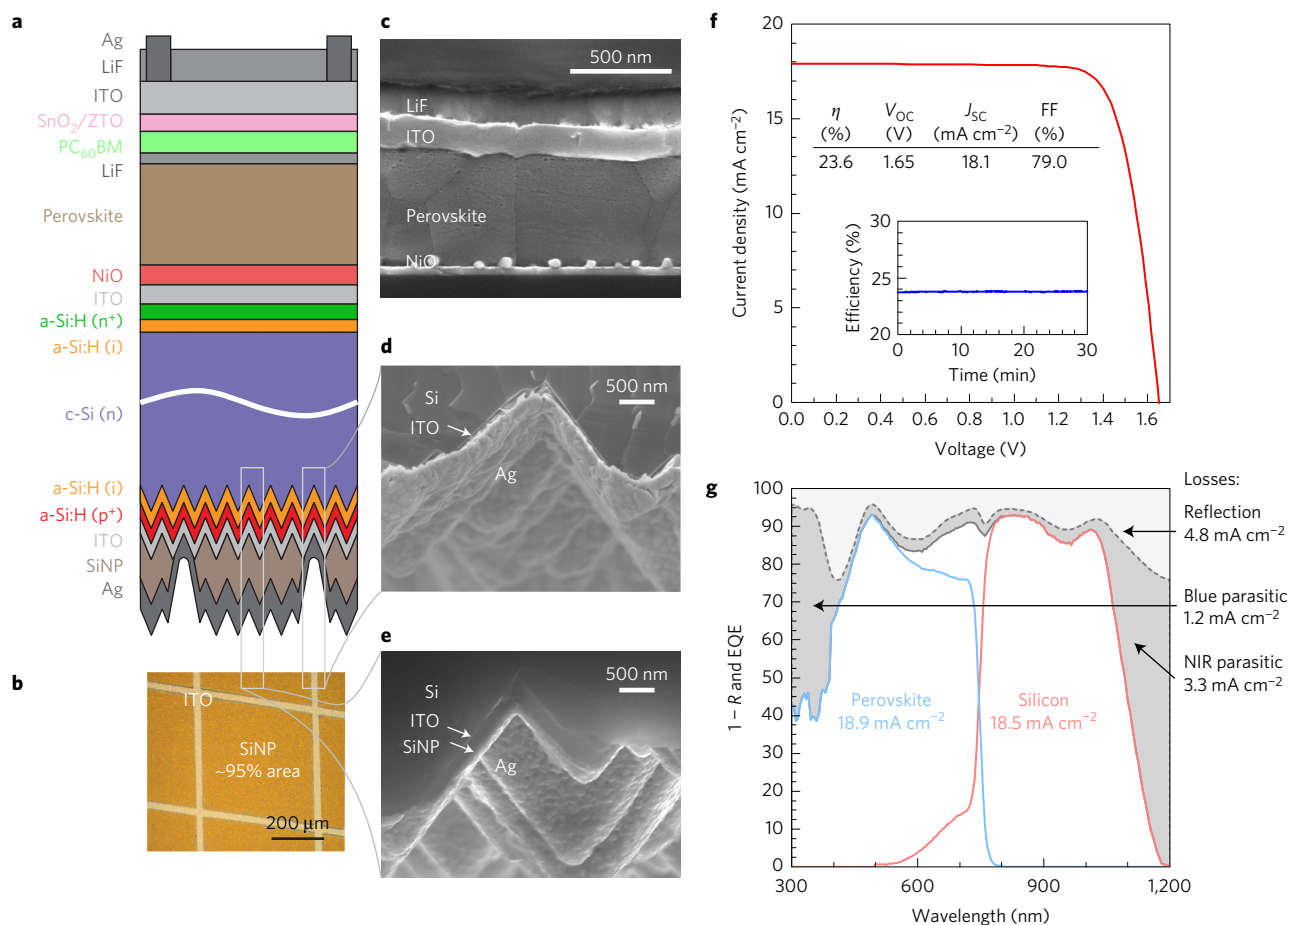 a
Ag
LiF
ITO
SnO₂/ZTO
PC₆₀BM
LiF
Perovskite
NiO
ITO
a-Si:H (n⁺)
a-Si:H (i)
c-Si (n)
a-Si:H (i)
a-Si:H (p⁺)
ITO
SiNP
Ag
b
ITO
SiNP
~95% area
200 μm
c
500 nm
LiF
ITO
Perovskite
NiO
d
500 nm
Si
ITO
Ag
e
500 nm
Si
ITO
SiNP
Ag
f
20
15
10
5
0
Current density (mA cm⁻²)
0.0 0.2 0.4 0.6 0.8 1.0 1.2 1.4 1.6
Voltage (V)
η V_OC J_SC FF
(%) (V) (mA cm⁻²) (%)
23.6 1.65 18.1 79.0
30
25
20
Efficiency (%)
0 10 20 30
Time (min)
g
100
90
80
70
60
50
40
30
20
10
0
1 − R and EQE
300 600 900 1,200
Wavelength (nm)
Perovskite
18.9 mA cm⁻²
Silicon
18.5 mA cm⁻²
Losses:
Reflection
4.8 mA cm⁻²
Blue parasitic
1.2 mA cm⁻²
NIR parasitic
3.3 mA cm⁻²